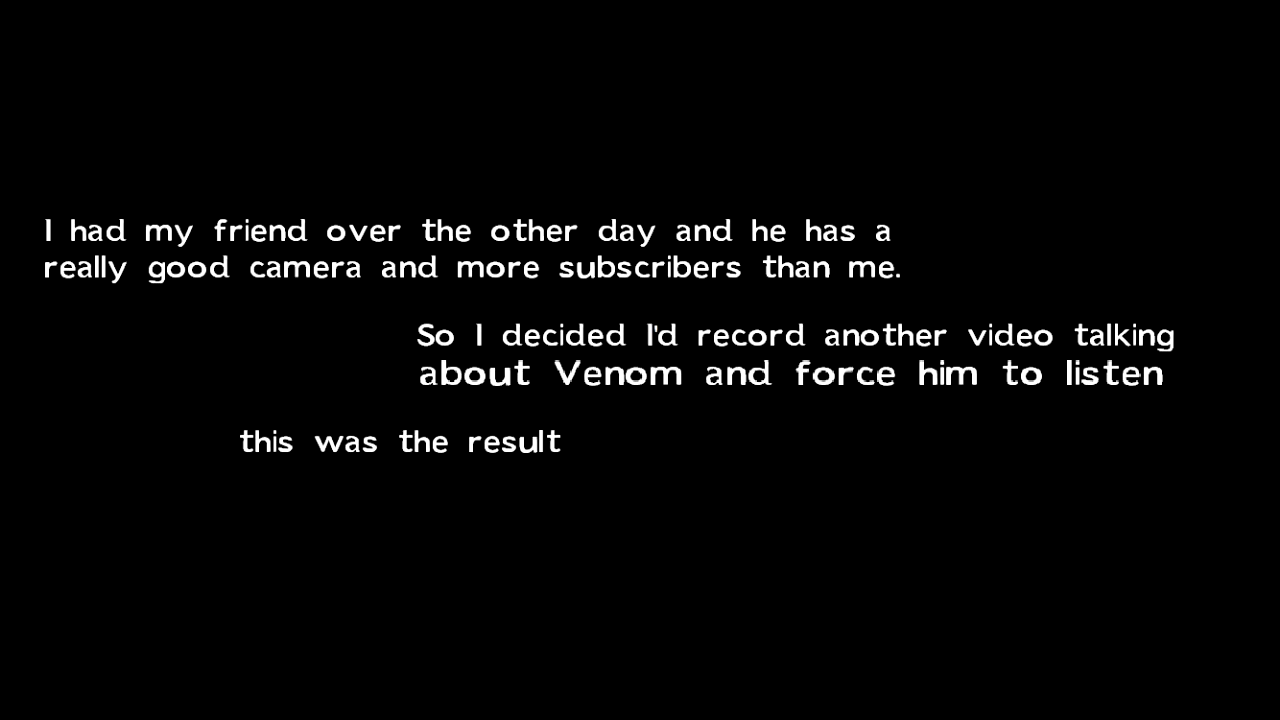 I had my friend over the other day and he has a
really good camera and more subscribers than me.
So I decided I'd record another video talking
about Venom and force him to listen
this was the result